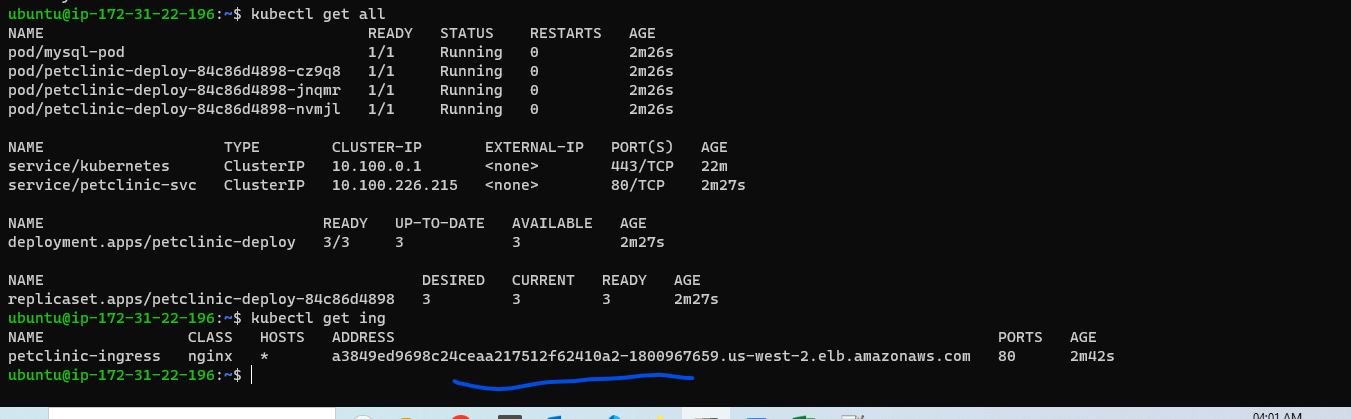 ubuntu@ip-172-31-22-196:~$ kubectl get all
NAME READY STATUS RESTARTS AGE
pod/mysql-pod 1/1 Running 0 2m26s
pod/petclinic-deploy-84c86d4898-cz9q8 1/1 Running 0 2m26s
pod/petclinic-deploy-84c86d4898-jnqmr 1/1 Running 0 2m26s
pod/petclinic-deploy-84c86d4898-nvmjl 1/1 Running 0 2m26s
NAME TYPE CLUSTER-IP EXTERNAL-IP PORT(S) AGE
service/kubernetes ClusterIP 10.100.0.1 <none> 443/TCP 22m
service/petclinic-svc ClusterIP 10.100.226.215 <none> 80/TCP 2m27s
NAME READY UP-TO-DATE AVAILABLE AGE
deployment.apps/petclinic-deploy 3/3 3 3 2m27s
NAME DESIRED CURRENT READY AGE
replicaset.apps/petclinic-deploy-84c86d4898 3 3 3 2m27s
ubuntu@ip-172-31-22-196:~$ kubectl get ing
NAME CLASS HOSTS ADDRESS PORTS AGE
petclinic-ingress nginx * a3849ed9698c24ceaa217512f62410a2-1800967659.us-west-2.elb.amazonaws.com 80 2m42s
ubuntu@ip-172-31-22-196:~$
04:01 AM